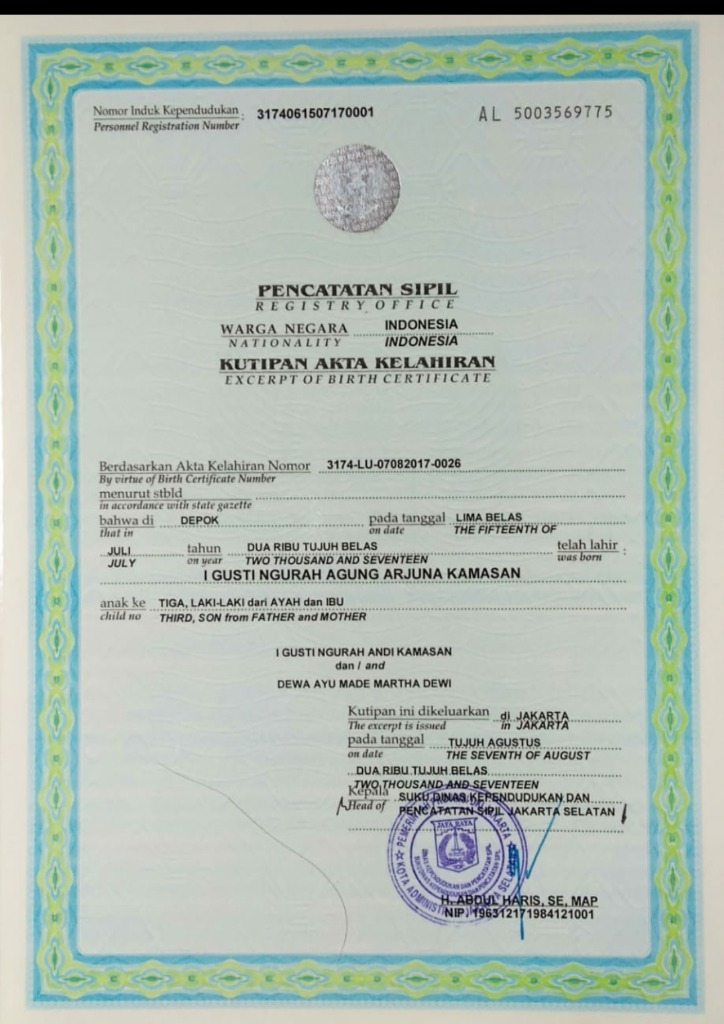 Nomor Induk Kependudukan : 3174061507170001
Personnel Registration Number
AL 5003569775
PENCATATAN SIPIL
REGISTRY OFFICE
WARGA NEGARA INDONESIA
NATIONALITY INDONESIA
KUTIPAN AKTA KELAHIRAN
EXCERPT OF BIRTH CERTIFICATE
Berdasarkan Akta Kelahiran Nomor 3174-LU-07082017-0026
By virtue of Birth Certificate Number
menurut stbld
in accordance with state gazette
bahwa di DEPOK pada tanggal LIMA BELAS
that in on date THE FIFTEENTH OF
JULI tahun DUA RIBU TUJUH BELAS telah lahir :
JULY on year TWO THOUSAND AND SEVENTEEN was born
I GUSTI NGURAH AGUNG ARJUNA KAMASAN
anak ke TIGA, LAKI-LAKI dari AYAH dan IBU
child no THIRD, SON from FATHER and MOTHER
I GUSTI NGURAH ANDI KAMASAN
dan / and
DEWA AYU MADE MARTHA DEWI
Kutipan ini dikeluarkan di JAKARTA
The excerpt is issued in JAKARTA
pada tanggal TUJUH AGUSTUS
on date THE SEVENTH OF AUGUST
DUA RIBU TUJUH BELAS
TWO THOUSAND AND SEVENTEEN
Kepala SUKU DINAS KEPENDUDUKAN DAN
Head of PENCATATAN SIPIL JAKARTA SELATAN
JAYA RAYA
H. ABDUL HARIS, SE, MAP
NIP. 196312171984121001